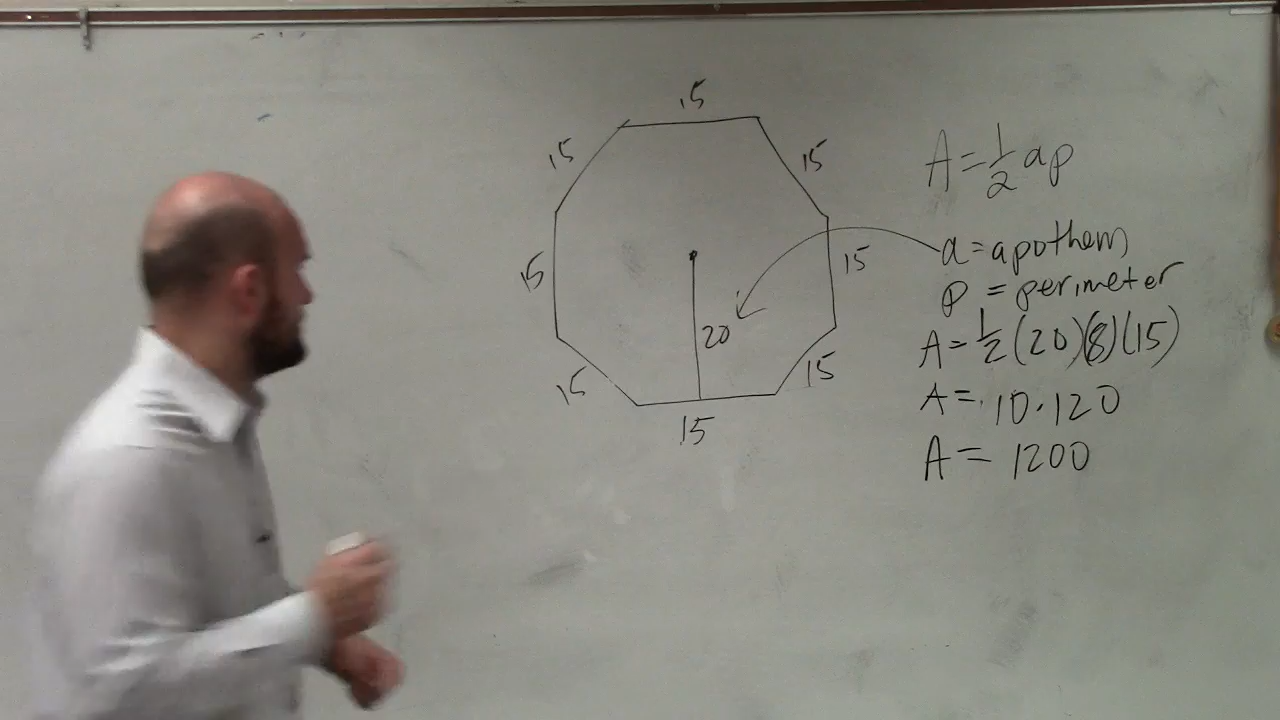 15
15
15
15
15
20
15
15
15
A = 1/2 ap
a = apothem
p = perimeter
A = 1/2 (20)(8)(15)
A = 10 · 120
A = 1200